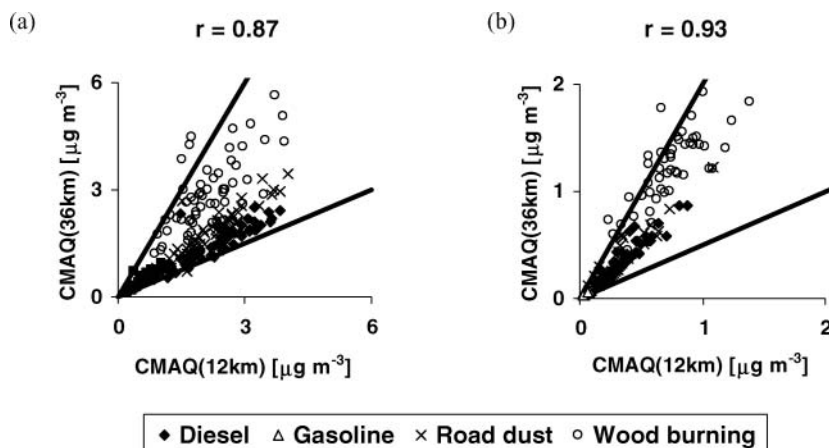 (a)
r = 0.87
CMAQ(36km) [μg m⁻³]
6
3
0
0
3
6
CMAQ(12km) [μg m⁻³]
(b)
r = 0.93
CMAQ(36km) [μg m⁻³]
2
1
0
0
1
2
CMAQ(12km) [μg m⁻³]
◆ Diesel △ Gasoline × Road dust ○ Wood burning